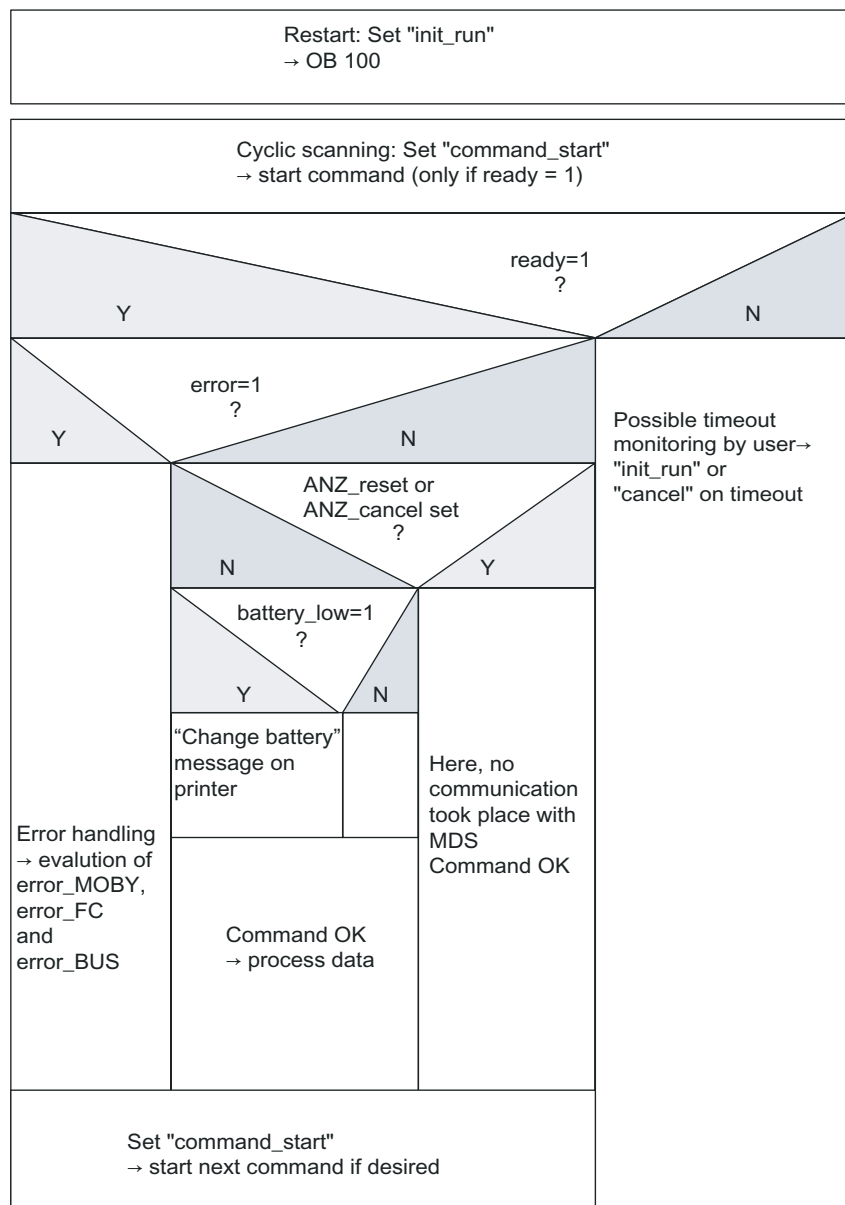 Restart: Set "init_run"
→ OB 100
Cyclic scanning: Set "command_start"
→ start command (only if ready = 1)
ready=1
?
Y
N
error=1
?
Y
N
Possible timeout
monitoring by user→
"init_run" or
"cancel" on timeout
ANZ_reset or
ANZ_cancel set
?
N
Y
battery_low=1
?
Y
N
“Change battery”
message on
printer
Here, no
communication
took place with
MDS
Command OK
Error handling
→ evalution of
error_MOBY,
error_FC
and
error_BUS
Command OK
→ process data
Set "command_start"
→ start next command if desired